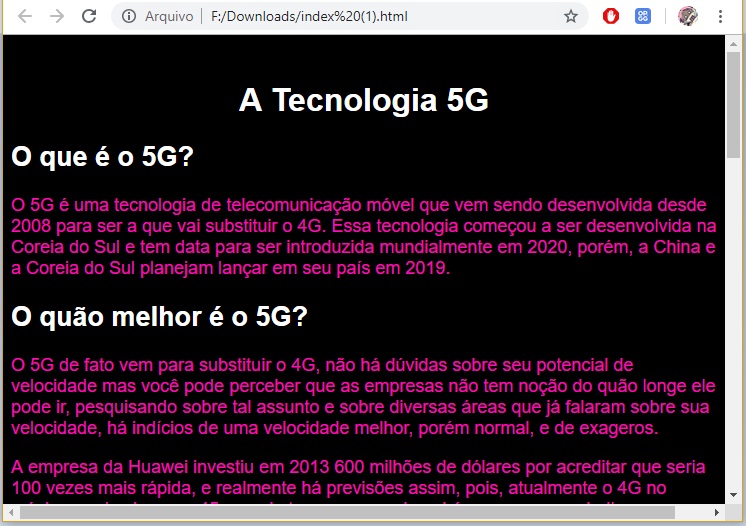 Arquivo F:/Downloads/index%20(1).html
A Tecnologia 5G
O que é o 5G?
O 5G é uma tecnologia de telecomunicação móvel que vem sendo desenvolvida desde
2008 para ser a que vai substituir o 4G. Essa tecnologia começou a ser desenvolvida na
Coreia do Sul e tem data para ser introduzida mundialmente em 2020, porém, a China e
a Coreia do Sul planejam lançar em seu país em 2019.
O quão melhor é o 5G?
O 5G de fato vem para substituir o 4G, não há dúvidas sobre seu potencial de
velocidade mas você pode perceber que as empresas não tem noção do quão longe ele
pode ir, pesquisando sobre tal assunto e sobre diversas áreas que já falaram sobre sua
velocidade, há indícios de uma velocidade melhor, porém normal, e de exageros.
A empresa da Huawei investiu em 2013 600 milhões de dólares por acreditar que seria
100 vezes mais rápida, e realmente há previsões assim, pois, atualmente o 4G no